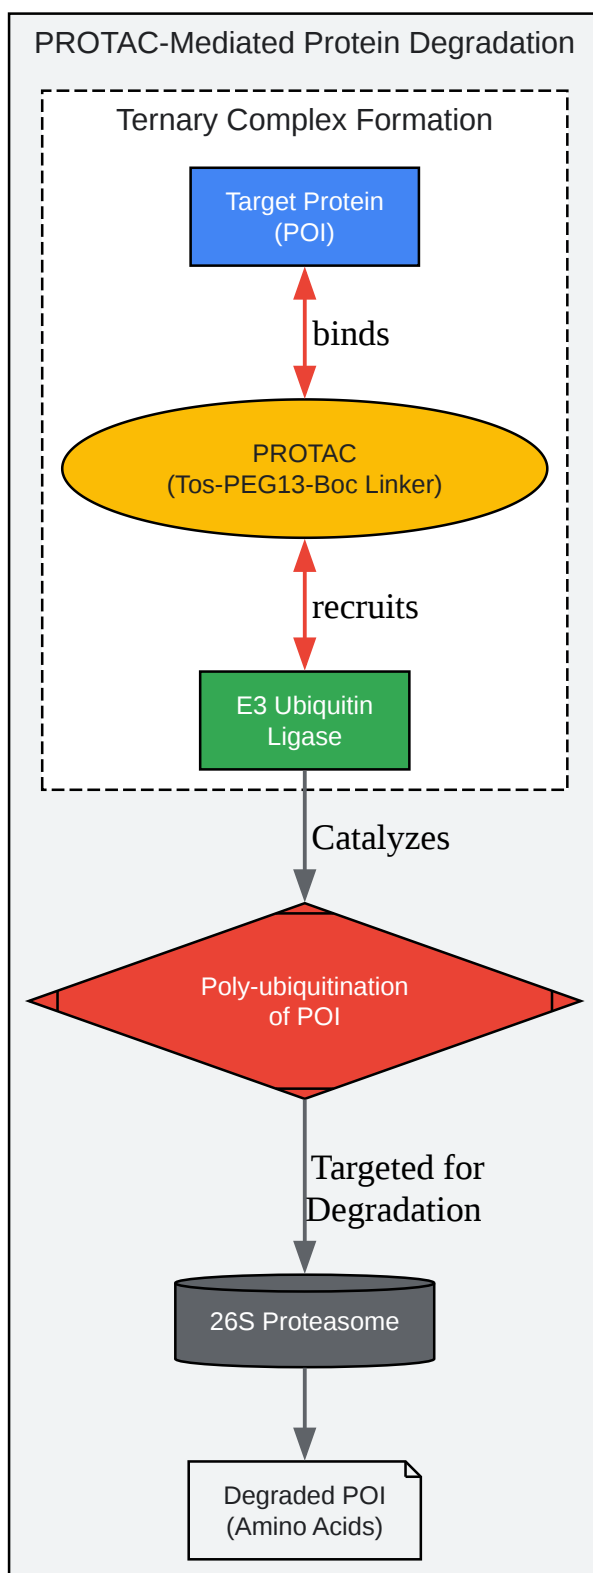 PROTAC-Mediated Protein Degradation
Ternary Complex Formation
Target Protein
(POI)
binds
PROTAC
(Tos-PEG13-Boc Linker)
recruits
E3 Ubiquitin
Ligase
Catalyzes
Poly-ubiquitination
of POI
Targeted for
Degradation
26S Proteasome
Degraded POI
(Amino Acids)